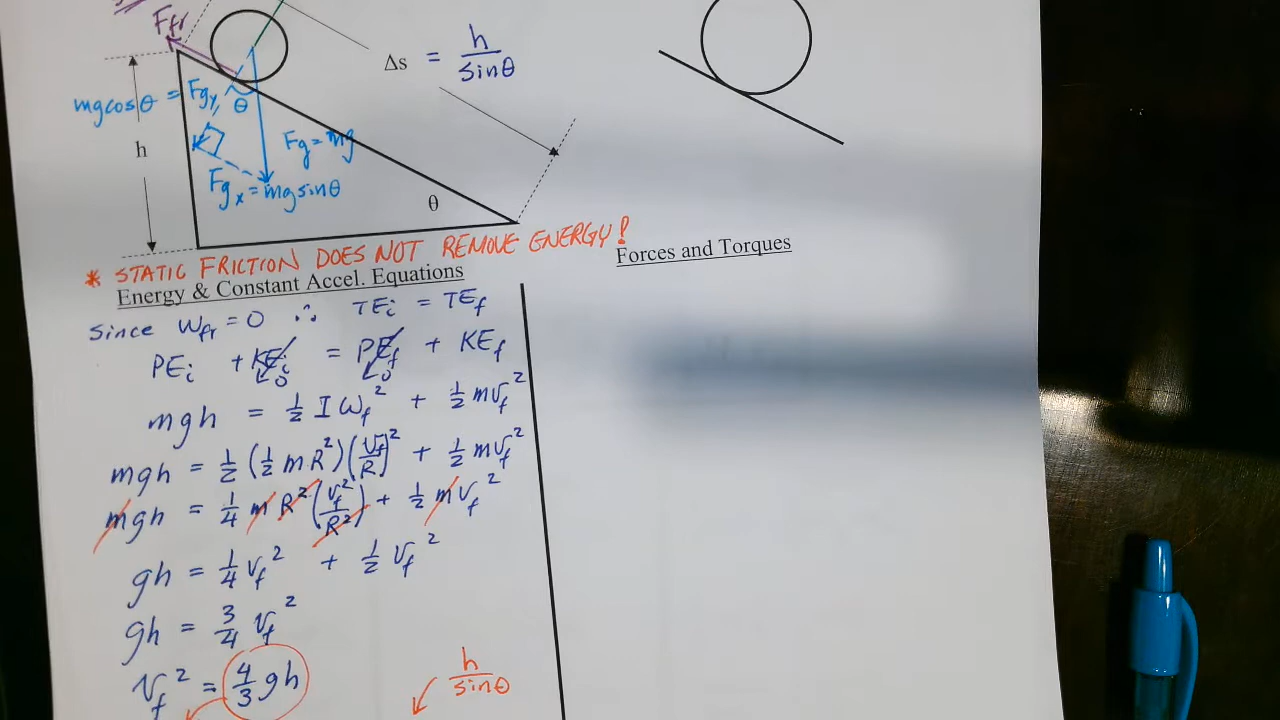 Ffr
Δs = h/sinθ
mgcosθ = Fgy
θ
h
Fg = mg
Fgx = mgsinθ
θ
* STATIC FRICTION DOES NOT REMOVE ENERGY!
Energy & Constant Accel. Equations
Since Wfr = 0 ∴ TEi = TEf
PEi + KEi = PEf + KEf
0 0
mgh = ½ I ωf² + ½ mvf²
mgh = ½ (½ mR²)(vf/R)² + ½ mvf²
mgh = ¼ mR²(vf²/R²) + ½ mvf²
gh = ¼ vf² + ½ vf²
gh = ¾ vf²
vf² = 4/3 gh
h/sinθ
Forces and Torques